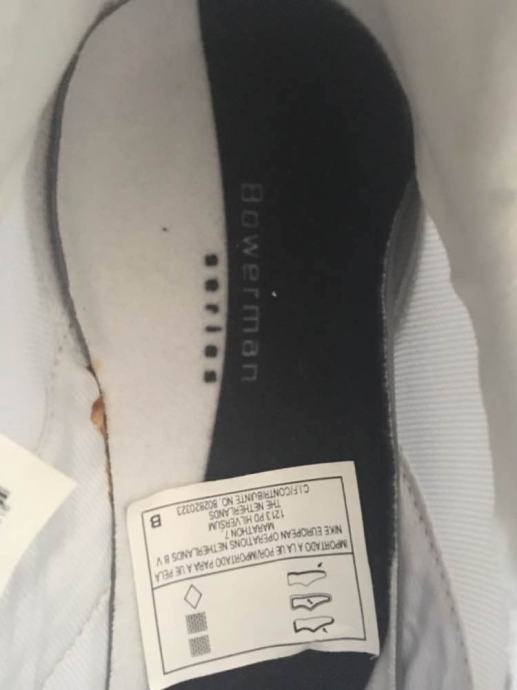 Bowerman
series
IMPORTADO A LA UE POR/IMPORTADO PARA A UE PELA
NIKE EUROPEAN OPERATIONS NETHERLANDS B V
MARATHON 7
1213 PD HILVERSUM
THE NETHERLANDS
C.I.F/CONTRIBUINTE NO. 802820323
B